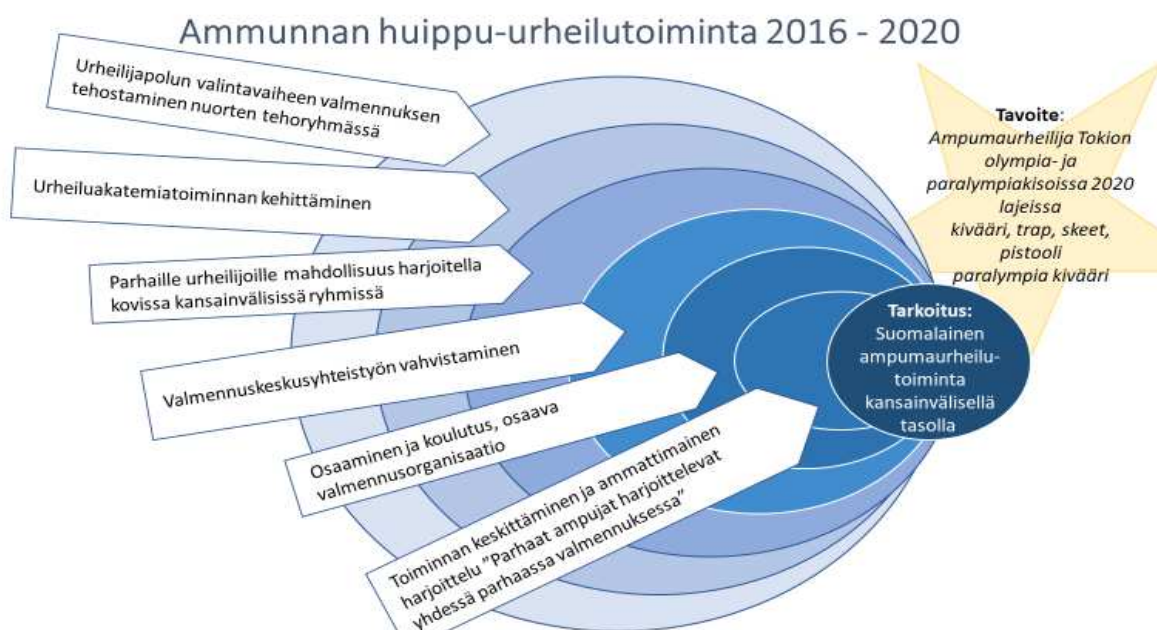 Ammunnan huippu-urheilutoiminta 2016 - 2020
Urheilijapolun valintavaiheen valmennuksen
tehostaminen nuorten tehoryhmässä
Urheiluakatemiatoiminnan kehittäminen
Parhaille urheilijoille mahdollisuus harjoitella
kovissa kansainvälisissä ryhmissä
Valmennuskeskusyhteistyön vahvistaminen
Osaaminen ja koulutus, osaava
valmennusorganisaatio
Toiminnan keskittäminen ja ammattimainen
harjoittelu ”Parhaat ampujat harjoittelevat
yhdessä parhaassa valmennuksessa”
Tavoite:
Ampumaurheilija Tokion
olympia- ja
paralympiakisoissa 2020
lajeissa
kivääri, trap, skeet,
pistooli
paralympia kivääri
Tarkoitus:
Suomalainen
ampumaurheilu-
toiminta
kansainvälisellä
tasolla